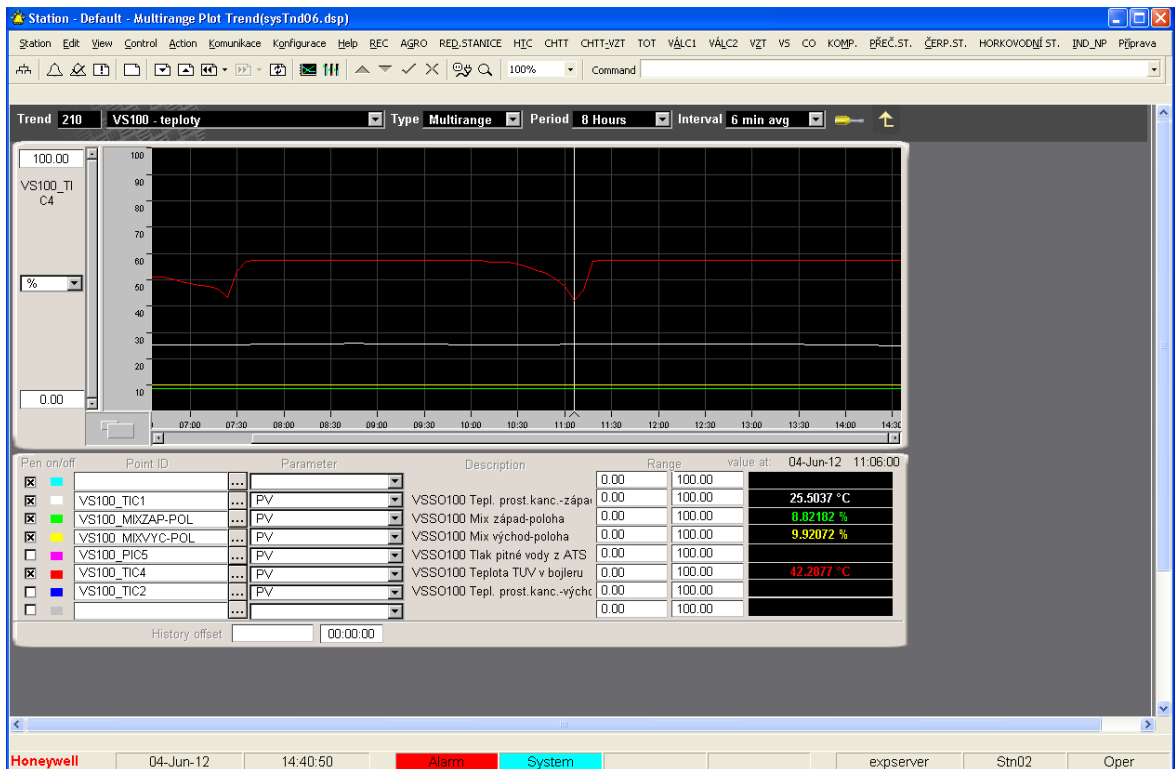 Station - Default - Multirange Plot Trend(sysTnd06.dsp)
Station Edit View Control Action Komunikace Konfigurace Help REC AGRO RED.STANICE HTC CHTT CHTT-VZT TOT VÁLC1 VÁLC2 VZT VS CO KOMP. PŘEČ.ST. ČERP.ST. HORKOVODNÍ ST. IND_NP Příprava
100% Command
Trend 210 VS100 - teploty Type Multirange Period 8 Hours Interval 6 min avg
100.00
VS100_TI
C4
%
0.00
100
90
80
70
60
50
40
30
20
10
07:00 07:30 08:00 08:30 09:00 09:30 10:00 10:30 11:00 11:30 12:00 12:30 13:00 13:30 14:00 14:30
Pen on/off Point ID Parameter Description Range value at: 04-Jun-12 11:06:00
... 0.00 100.00
VS100_TIC1 ... PV VSSO100 Tepl. prost.kanc.-západ 0.00 100.00 25.5037 °C
VS100_MIXZAP-POL ... PV VSSO100 Mix západ-poloha 0.00 100.00 8.82182 %
VS100_MIXVYC-POL ... PV VSSO100 Mix východ-poloha 0.00 100.00 9.92072 %
VS100_PIC5 ... PV VSSO100 Tlak pitné vody z ATS 0.00 100.00
VS100_TIC4 ... PV VSSO100 Teplota TUV v bojleru 0.00 100.00 42.2877 °C
VS100_TIC2 ... PV VSSO100 Tepl. prost.kanc.-výcho 0.00 100.00
... 0.00 100.00
History offset 00:00:00
Honeywell 04-Jun-12 14:40:50 Alarm System expserver Stn02 Oper